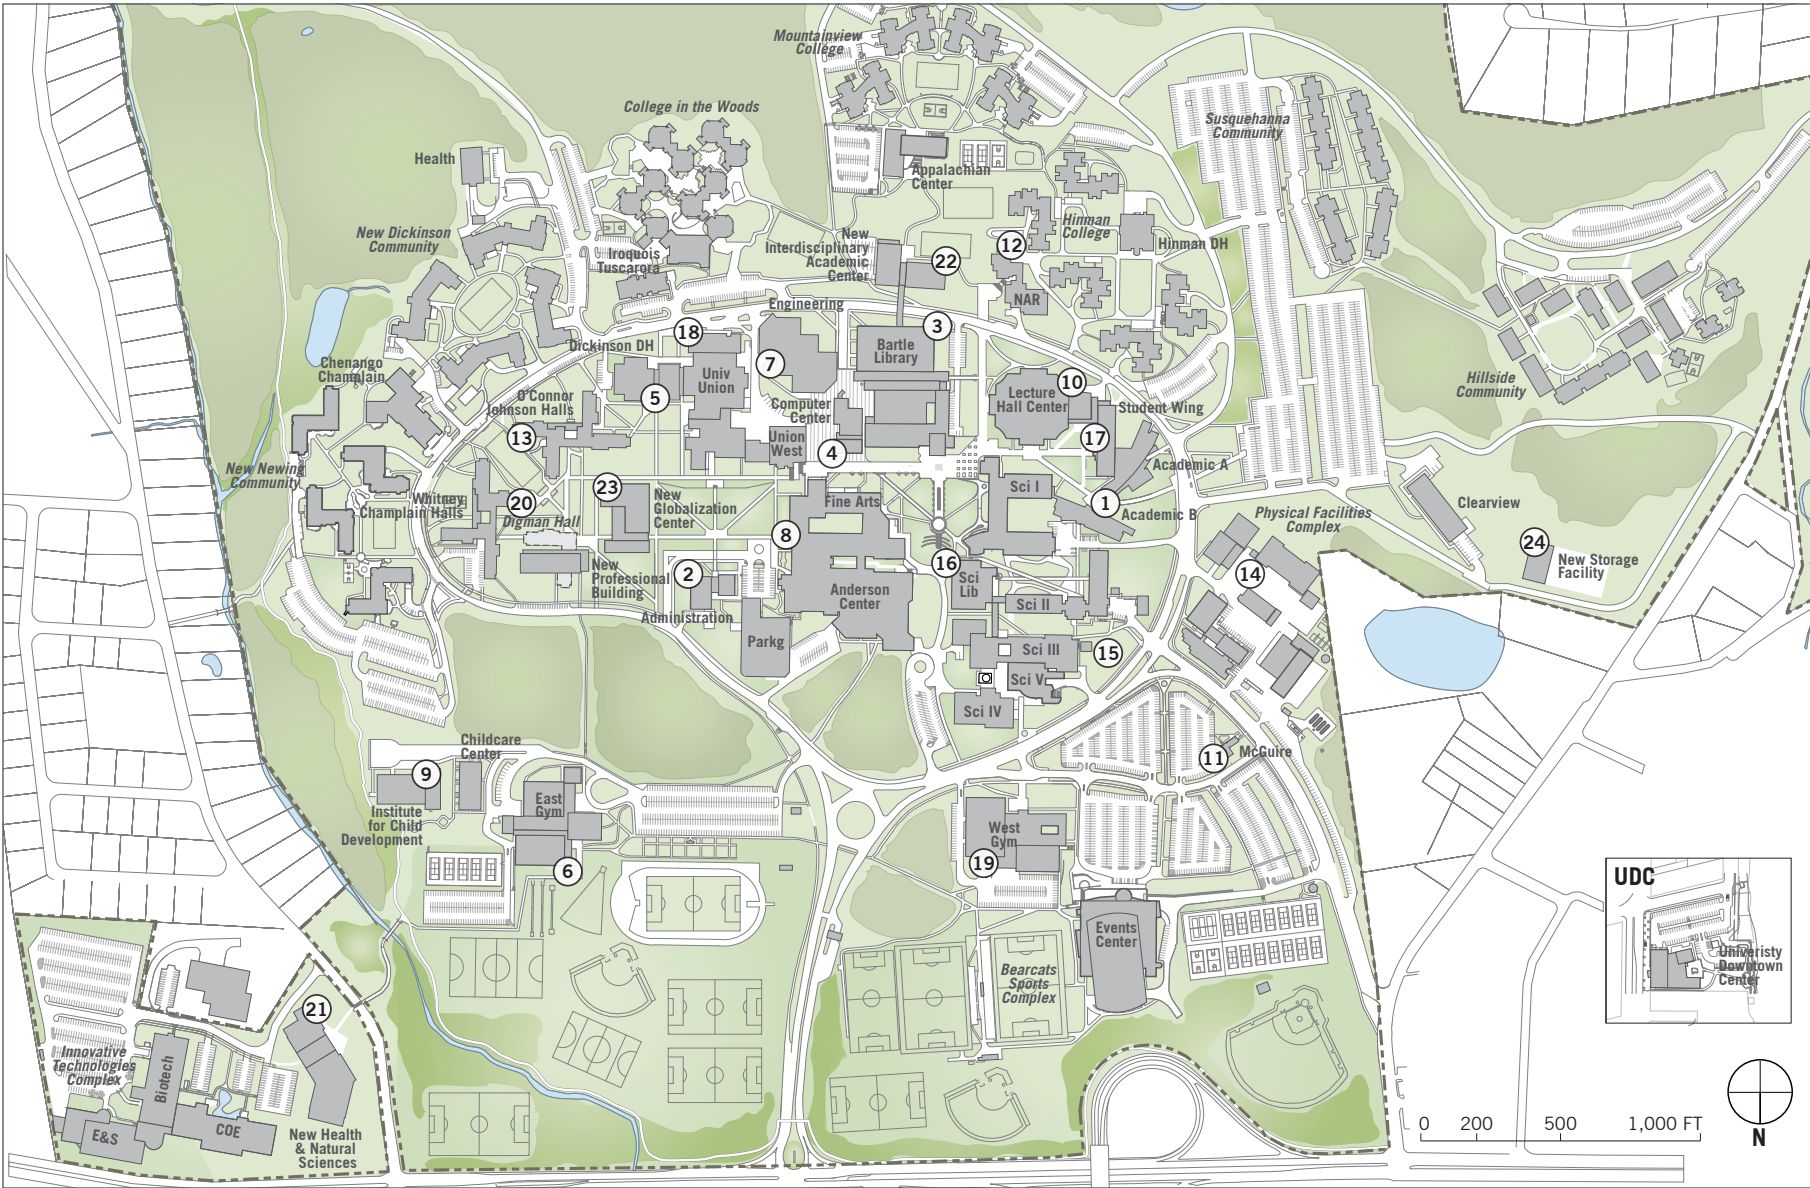 Mountainview
College
College in the Woods
Susquehanna
Community
Health
Appalachian
Center
New Dickinson
Community
Iroquois
Tuscarora
New
Interdisciplinary
Academic
Center
22
12
Hinman
College
Hinman DH
NAR
Engineering
18
3
Dickinson DH
7
Bartle
Library
Chenango
Champlain
Univ
Union
10
Lecture
Hall Center
Hillside
Community
O'Connor
Johnson Halls
5
Computer
Center
Student Wing
13
Union
West
4
17
Academic A
New Newing
Community
Whitney
Champlain Halls
20
Digman Hall
23
New
Globalization
Center
Fine Arts
Sci I
1
Academic B
Clearview
Physical Facilities
Complex
8
24
New Storage
Facility
New
Professional
Building
2
16
Sci
Lib
14
Administration
Anderson
Center
Sci II
Parkg
Sci III
15
Sci V
Sci IV
Childcare
Center
11
McGuire
9
Institute
for Child
Development
East
Gym
6
West
Gym
19
UDC
Univeristy
Downtown
Center
Events
Center
Bearcats
Sports
Complex
21
Innovative
Technologies
Complex
Biotech
E&S
COE
New Health
& Natural
Sciences
0 200 500 1,000 FT
N